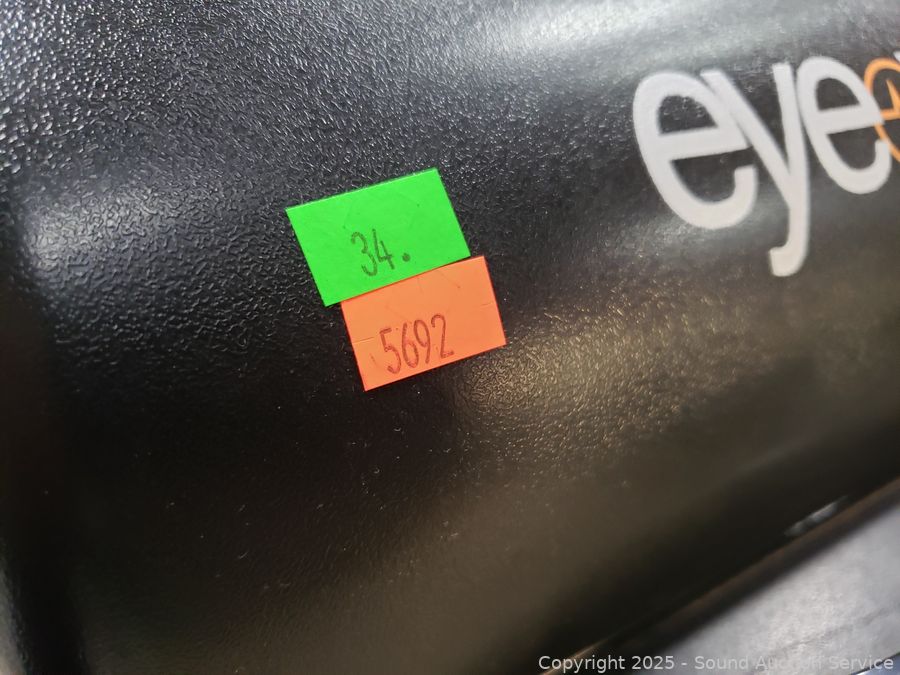 eye
34.
5692
Copyright 2025 - Sound Auction Service